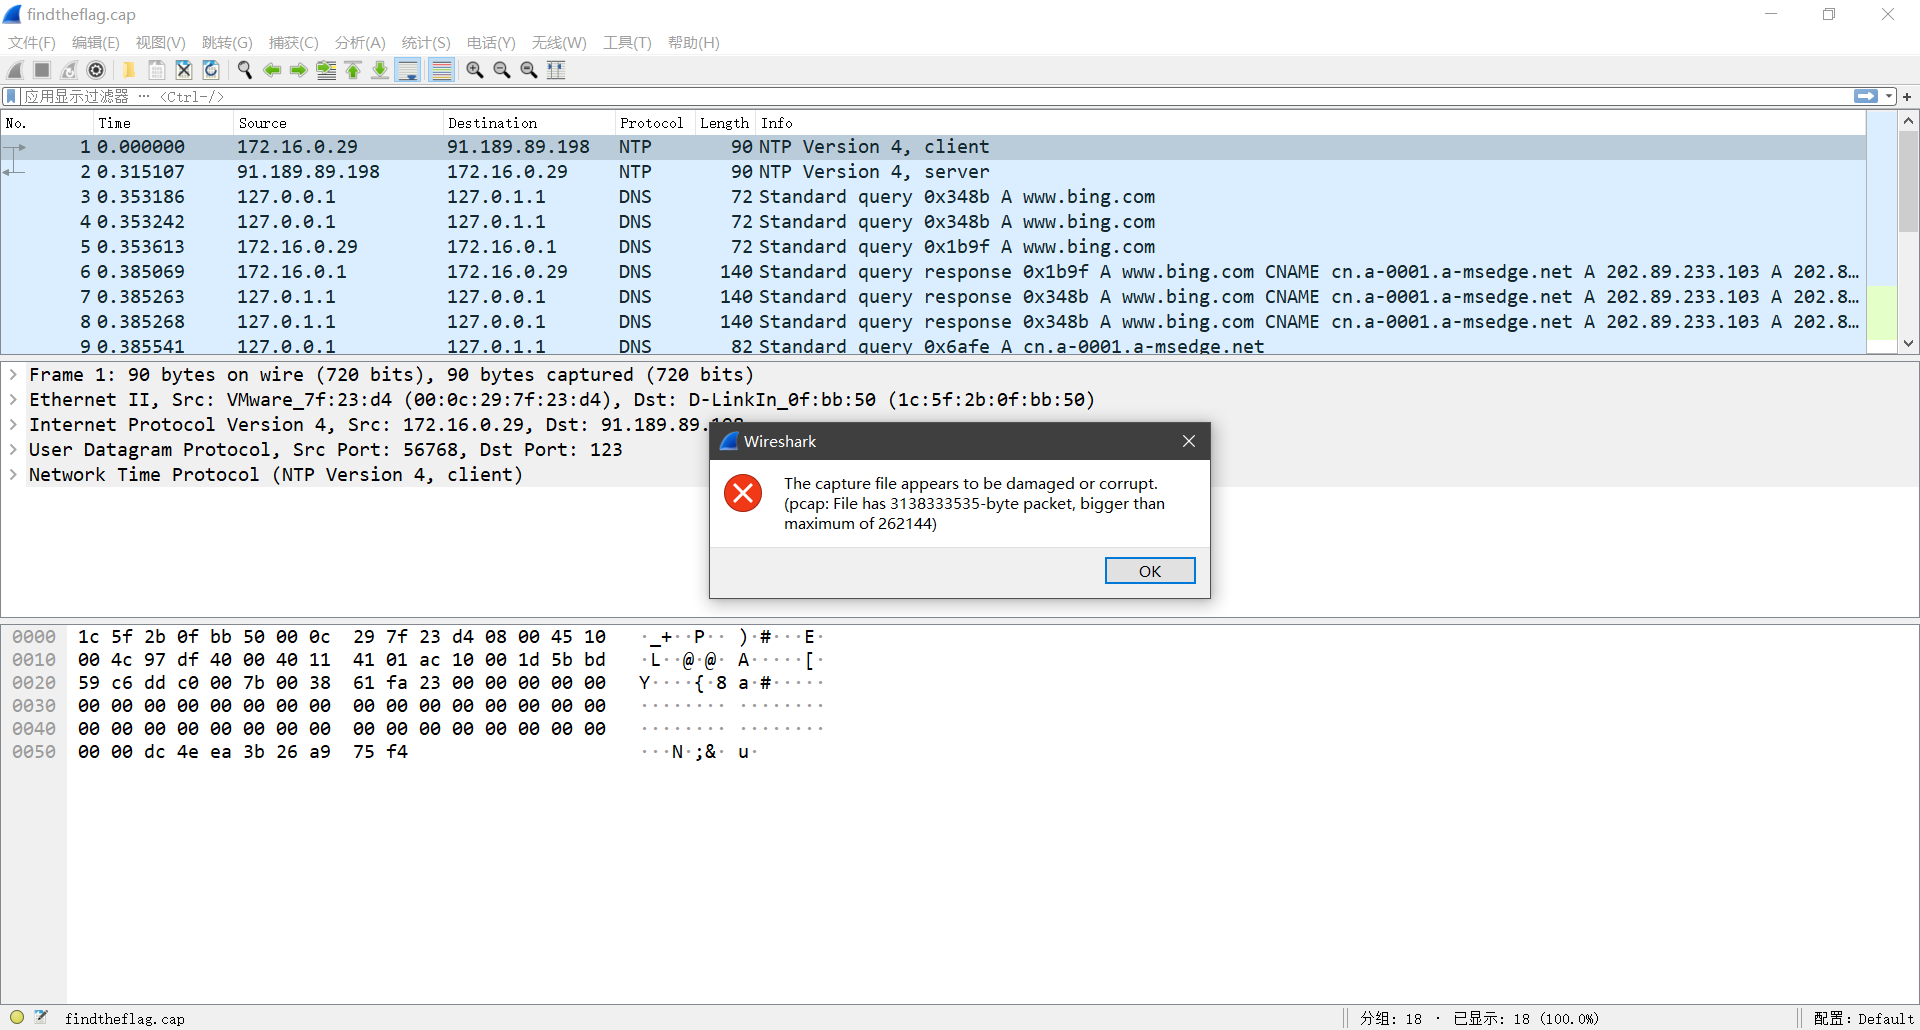 findtheflag.cap
文件(F) 编辑(E) 视图(V) 跳转(G) 捕获(C) 分析(A) 统计(S) 电话(Y) 无线(W) 工具(T) 帮助(H)
应用显示过滤器 … <Ctrl-/>
No. Time Source Destination Protocol Length Info
1 0.000000 172.16.0.29 91.189.89.198 NTP 90 NTP Version 4, client
2 0.315107 91.189.89.198 172.16.0.29 NTP 90 NTP Version 4, server
3 0.353186 127.0.0.1 127.0.1.1 DNS 72 Standard query 0x348b A www.bing.com
4 0.353242 127.0.0.1 127.0.1.1 DNS 72 Standard query 0x348b A www.bing.com
5 0.353613 172.16.0.29 172.16.0.1 DNS 72 Standard query 0x1b9f A www.bing.com
6 0.385069 172.16.0.1 172.16.0.29 DNS 140 Standard query response 0x1b9f A www.bing.com CNAME cn.a-0001.a-msedge.net A 202.89.233.103 A 202.8…
7 0.385263 127.0.1.1 127.0.0.1 DNS 140 Standard query response 0x348b A www.bing.com CNAME cn.a-0001.a-msedge.net A 202.89.233.103 A 202.8…
8 0.385268 127.0.1.1 127.0.0.1 DNS 140 Standard query response 0x348b A www.bing.com CNAME cn.a-0001.a-msedge.net A 202.89.233.103 A 202.8…
9 0.385541 127.0.0.1 127.0.1.1 DNS 82 Standard query 0x6afe A cn.a-0001.a-msedge.net
Frame 1: 90 bytes on wire (720 bits), 90 bytes captured (720 bits)
Ethernet II, Src: VMware_7f:23:d4 (00:0c:29:7f:23:d4), Dst: D-LinkIn_0f:bb:50 (1c:5f:2b:0f:bb:50)
Internet Protocol Version 4, Src: 172.16.0.29, Dst: 91.189.89.198
User Datagram Protocol, Src Port: 56768, Dst Port: 123
Network Time Protocol (NTP Version 4, client)
Wireshark
The capture file appears to be damaged or corrupt.
(pcap: File has 3138333535-byte packet, bigger than
maximum of 262144)
OK
0000 1c 5f 2b 0f bb 50 00 0c 29 7f 23 d4 08 00 45 10 ·_+··P·· )·#···E·
0010 00 4c 97 df 40 00 40 11 41 01 ac 10 00 1d 5b bd ·L··@·@· A·····[·
0020 59 c6 dd c0 00 7b 00 38 61 fa 23 00 00 00 00 00 Y····{·8 a·#·····
0030 00 00 00 00 00 00 00 00 00 00 00 00 00 00 00 00 ········ ········
0040 00 00 00 00 00 00 00 00 00 00 00 00 00 00 00 00 ········ ········
0050 00 00 dc 4e ea 3b 26 a9 75 f4 ···N·;&· u·
findtheflag.cap 分组: 18 · 已显示: 18 (100.0%) 配置: Default